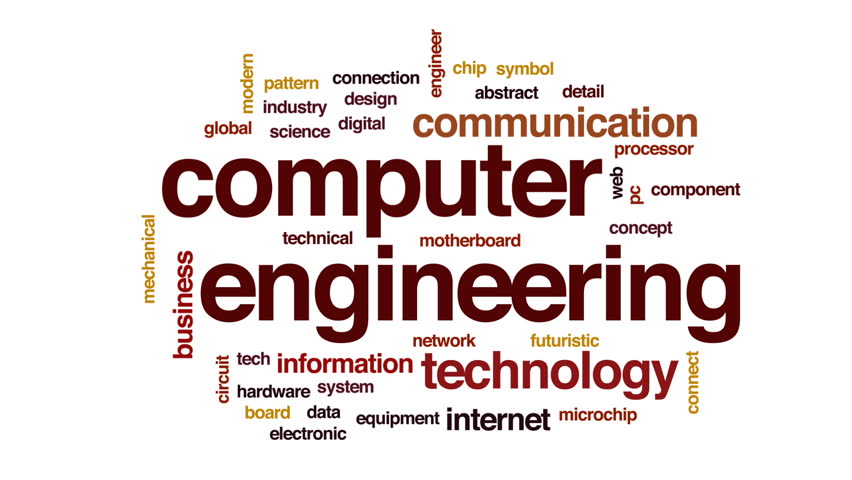 engineer
modern
pattern
connection
chip
symbol
industry
design
abstract
detail
global
science
digital
communication
computer
processor
web
pc
component
mechanical
technical
motherboard
concept
business
engineering
network
futuristic
circuit
tech
information
technology
connect
hardware
system
board
data
equipment
internet
microchip
electronic